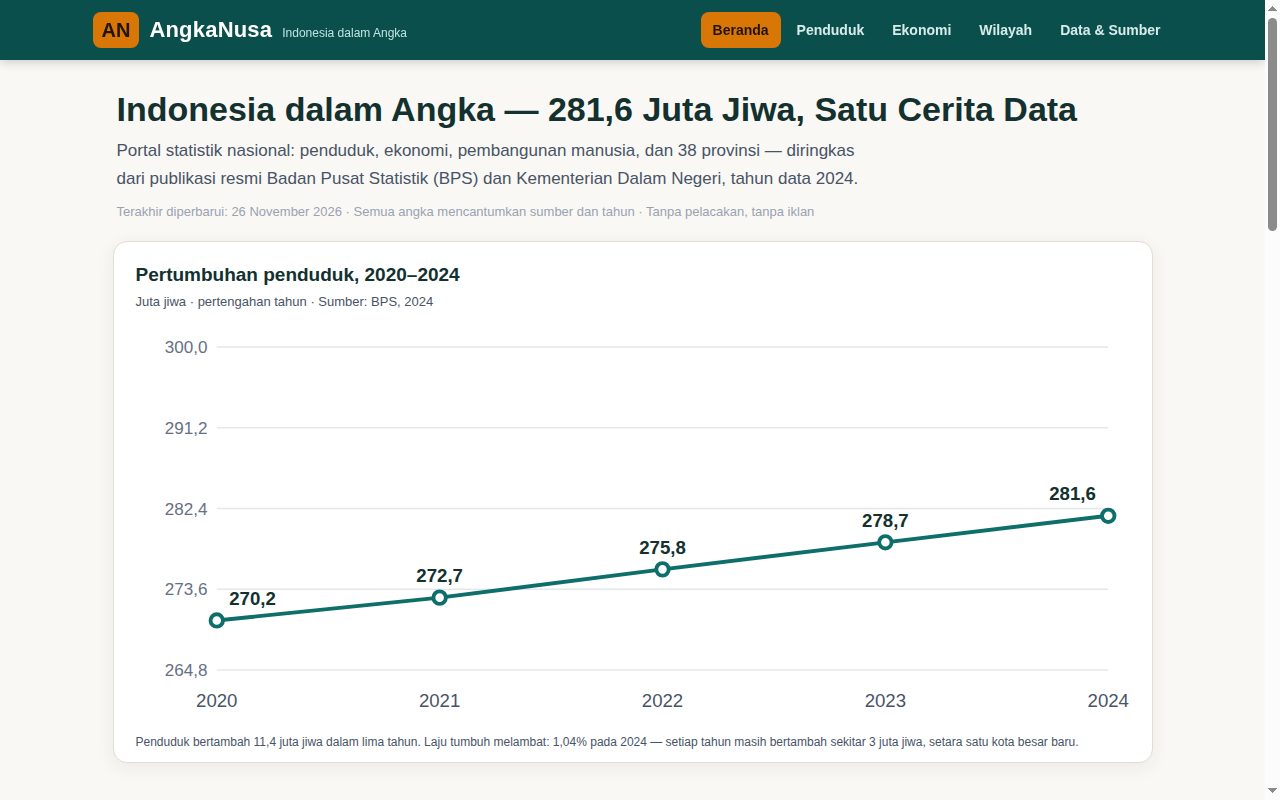 AN AngkaNusa Indonesia dalam Angka Beranda Penduduk Ekonomi Wilayah Data & Sumber
Indonesia dalam Angka — 281,6 Juta Jiwa, Satu Cerita Data
Portal statistik nasional: penduduk, ekonomi, pembangunan manusia, dan 38 provinsi — diringkas
dari publikasi resmi Badan Pusat Statistik (BPS) dan Kementerian Dalam Negeri, tahun data 2024.
Terakhir diperbarui: 26 November 2026 · Semua angka mencantumkan sumber dan tahun · Tanpa pelacakan, tanpa iklan
Pertumbuhan penduduk, 2020–2024
Juta jiwa · pertengahan tahun · Sumber: BPS, 2024
300,0
291,2
282,4
273,6
264,8
270,2
272,7
275,8
278,7
281,6
2020 2021 2022 2023 2024
Penduduk bertambah 11,4 juta jiwa dalam lima tahun. Laju tumbuh melambat: 1,04% pada 2024 — setiap tahun masih bertambah sekitar 3 juta jiwa, setara satu kota besar baru.